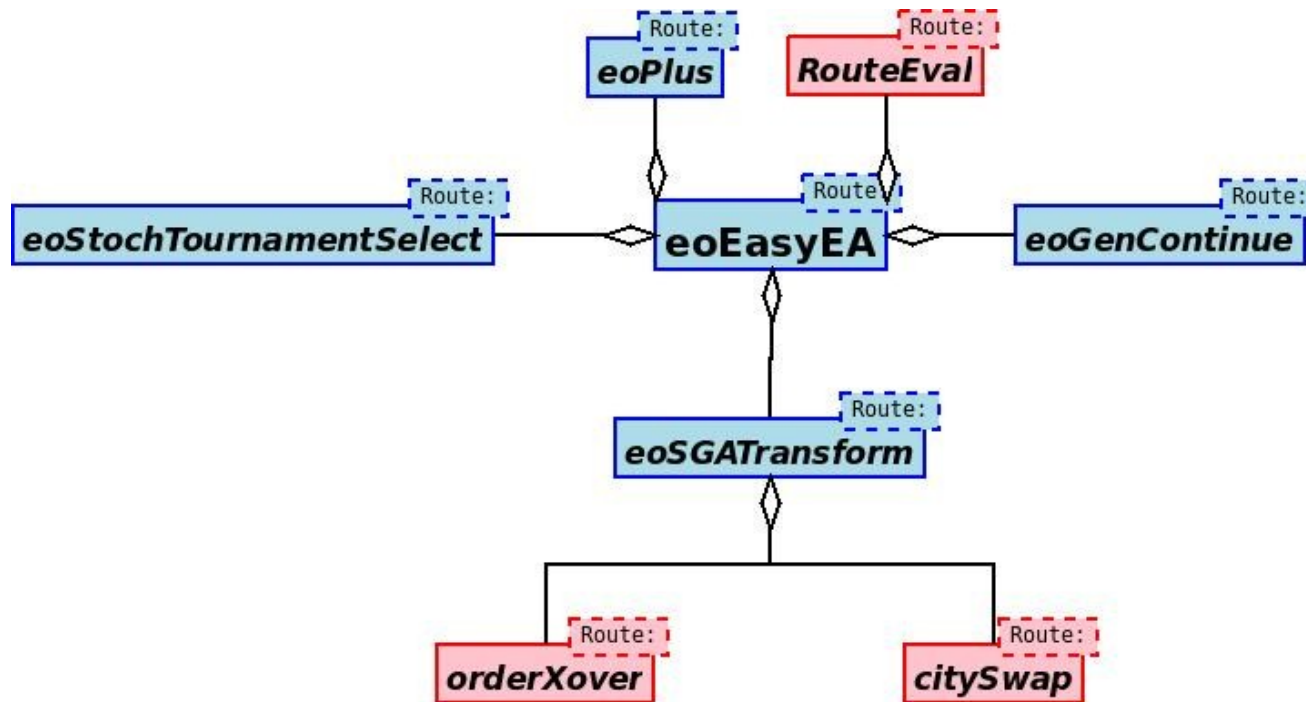 Route:
eoPlus
Route:
RouteEval
Route:
eoStochTournamentSelect
Route
eoEasyEA
Route:
eoGenContinue
Route:
eoSGATransform
Route:
orderXover
Route:
citySwap